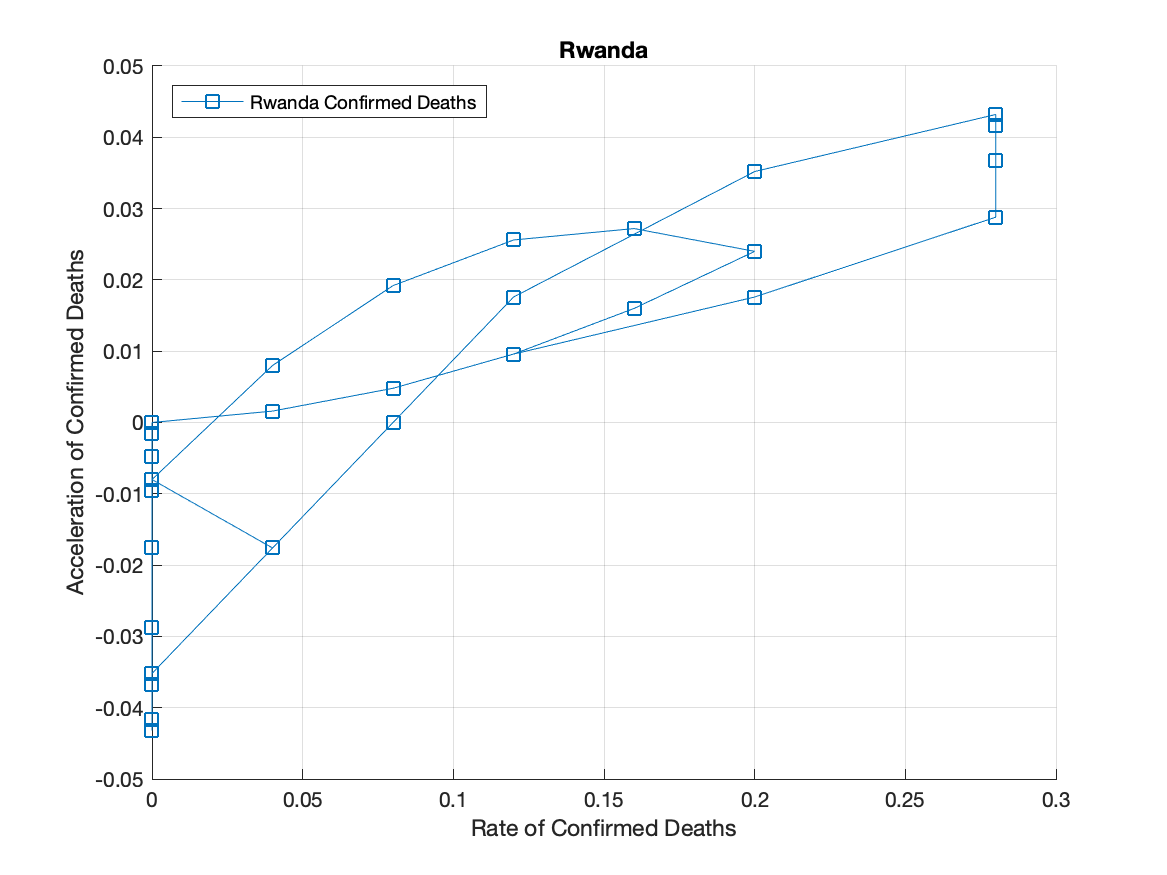 Rwanda
Rwanda Confirmed Deaths
0.05
0.04
0.03
0.02
0.01
0
-0.01
-0.02
-0.03
-0.04
-0.05
Acceleration of Confirmed Deaths
0 0.05 0.1 0.15 0.2 0.25 0.3
Rate of Confirmed Deaths